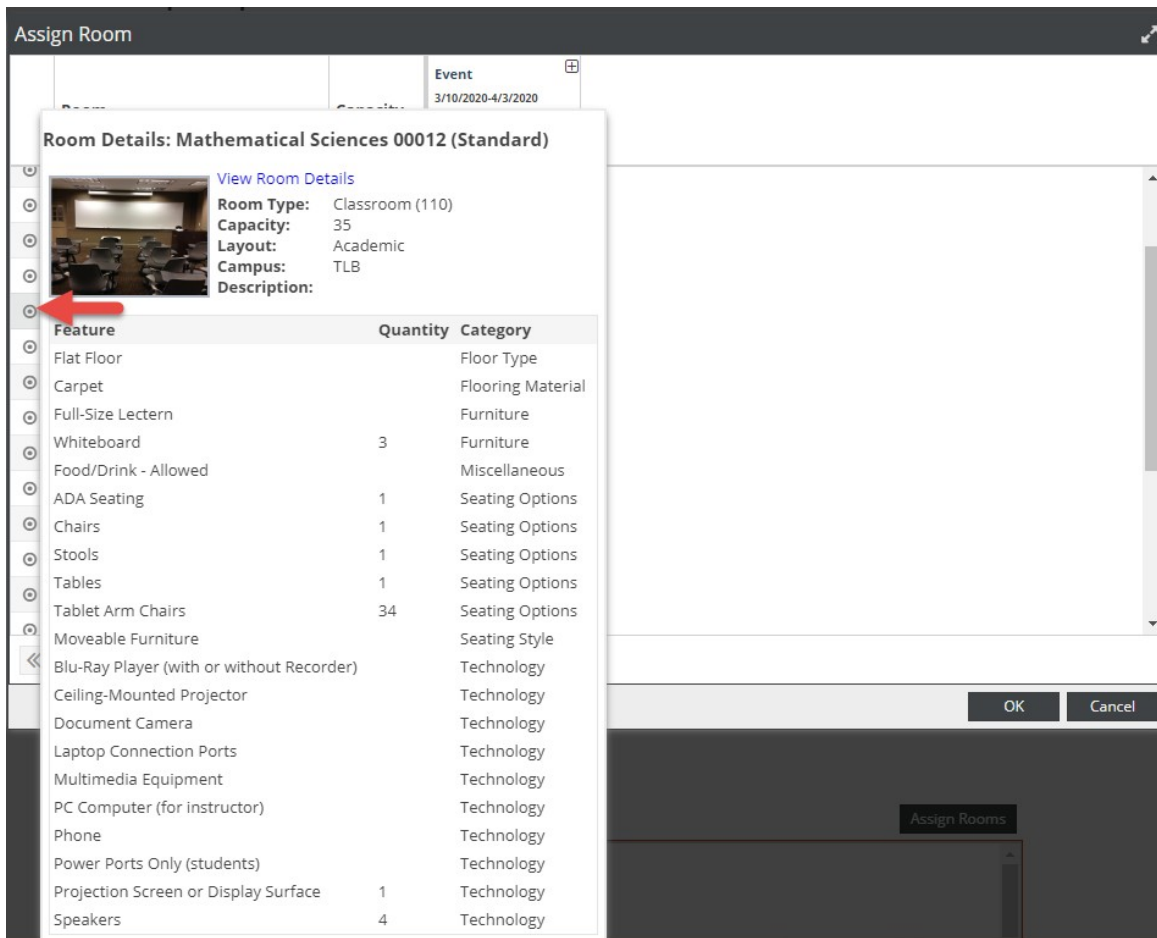 Assign Room
Event
3/10/2020-4/3/2020
Room Capacity
Room Details: Mathematical Sciences 00012 (Standard)
View Room Details
Room Type: Classroom (110)
Capacity: 35
Layout: Academic
Campus: TLB
Description:
Feature Quantity Category
Flat Floor Floor Type
Carpet Flooring Material
Full-Size Lectern Furniture
Whiteboard 3 Furniture
Food/Drink - Allowed Miscellaneous
ADA Seating 1 Seating Options
Chairs 1 Seating Options
Stools 1 Seating Options
Tables 1 Seating Options
Tablet Arm Chairs 34 Seating Options
Moveable Furniture Seating Style
Blu-Ray Player (with or without Recorder) Technology
Ceiling-Mounted Projector Technology
Document Camera Technology
Laptop Connection Ports Technology
Multimedia Equipment Technology
PC Computer (for instructor) Technology
Phone Technology
Power Ports Only (students) Technology
Projection Screen or Display Surface 1 Technology
Speakers 4 Technology
OK Cancel
Assign Rooms